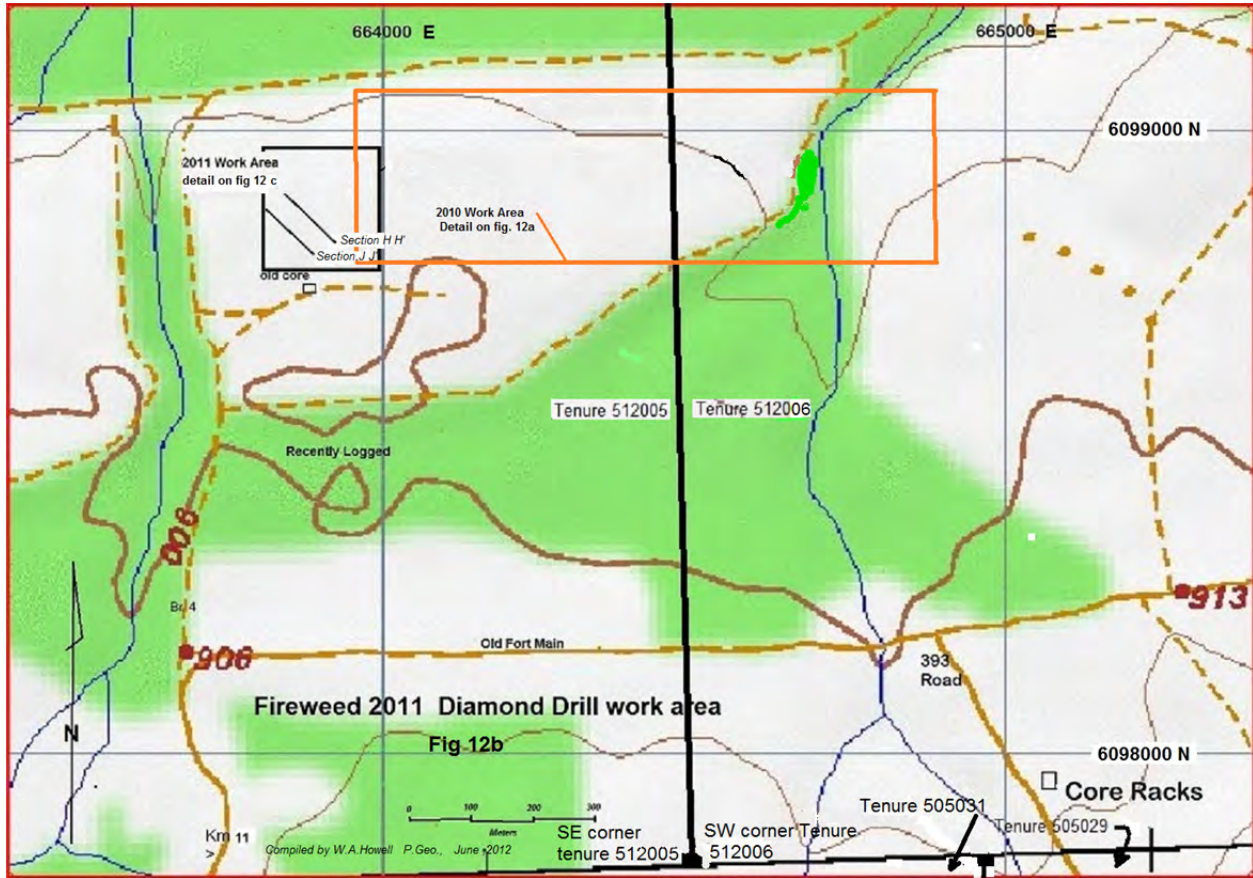 664000 E
665000 E
6099000 N
2011 Work Area
detail on fig 12 c
Section H H'
Section J J'
old core
2010 Work Area
Detail on fig. 12a
Tenure 512005
Tenure 512006
Recently Logged
900
Br 4
906
913
Old Fort Main
393
Road
Fireweed 2011 Diamond Drill work area
Fig 12b
N
6098000 N
Core Racks
0 100 200 300
Meters
Km 11
>
Compiled by W.A.Howell P.Geo., June 2012
SE corner
tenure 512005
SW corner Tenure
512006
Tenure 505031
Tenure 505029